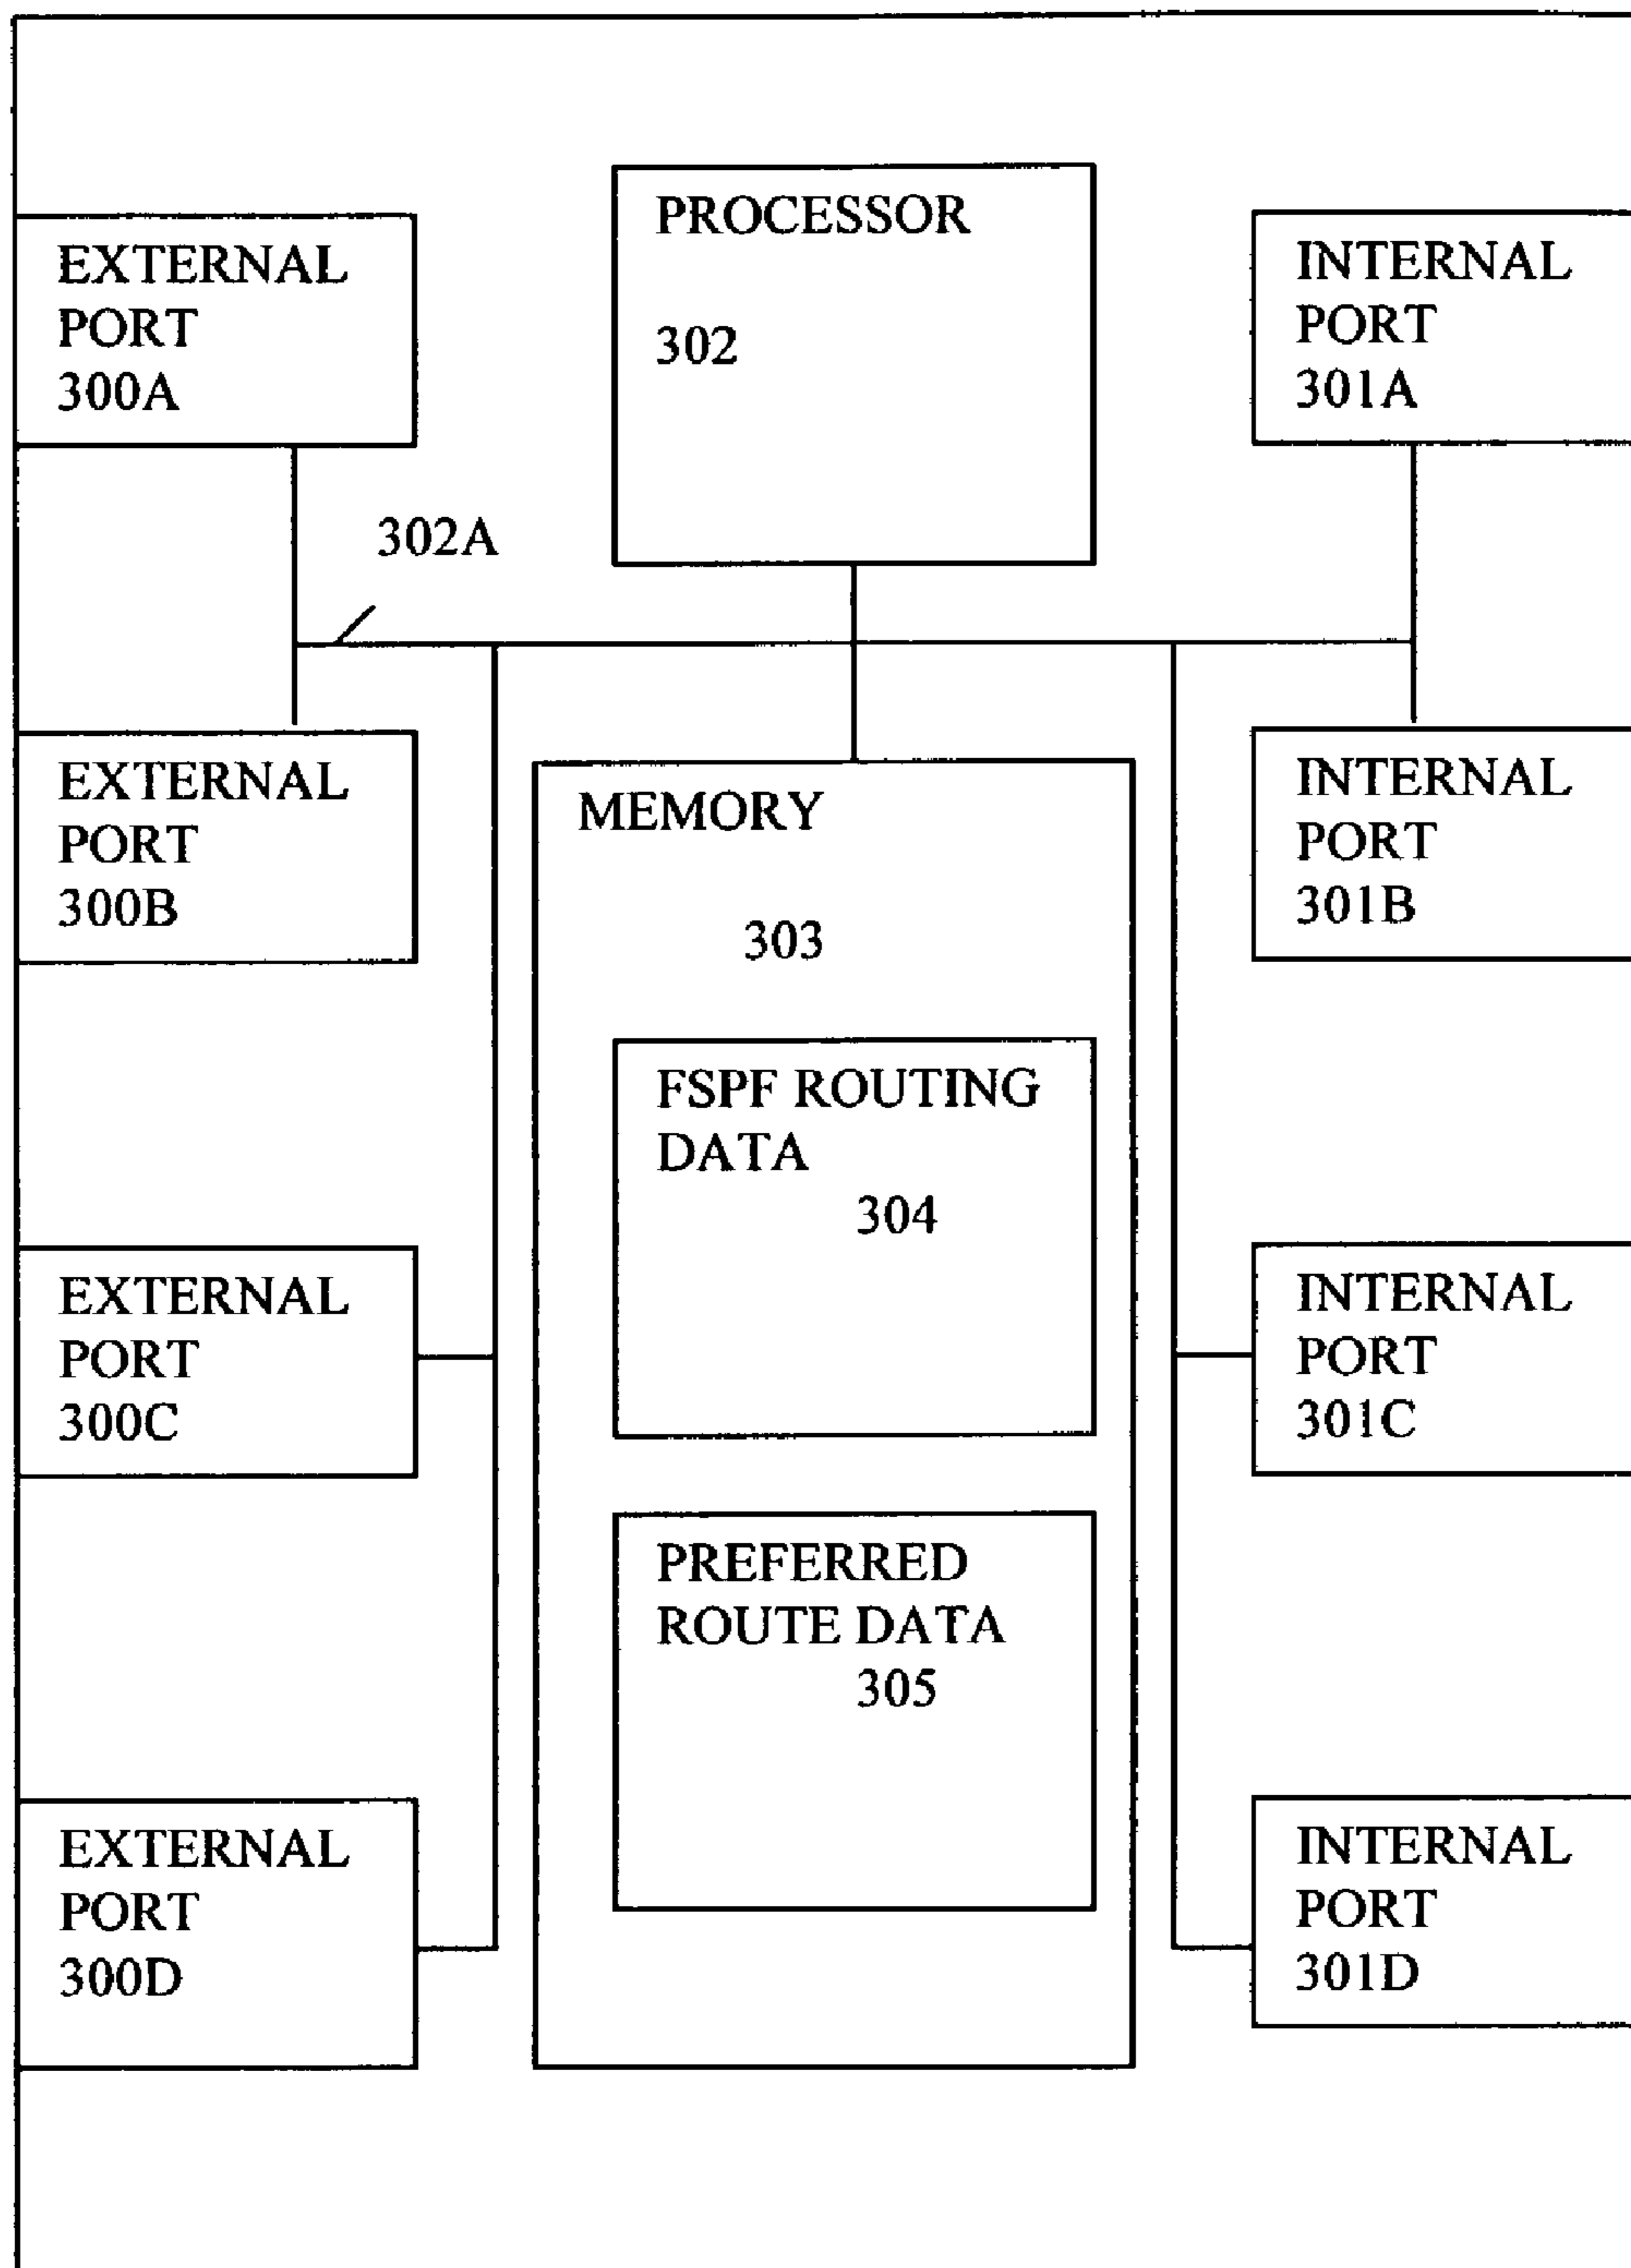 PROCESSOR
302
EXTERNAL
PORT
300A
INTERNAL
PORT
301A
302A
EXTERNAL
PORT
300B
MEMORY
303
INTERNAL
PORT
301B
FSPF ROUTING
DATA
304
EXTERNAL
PORT
300C
INTERNAL
PORT
301C
PREFERRED
ROUTE DATA
305
EXTERNAL
PORT
300D
INTERNAL
PORT
301D